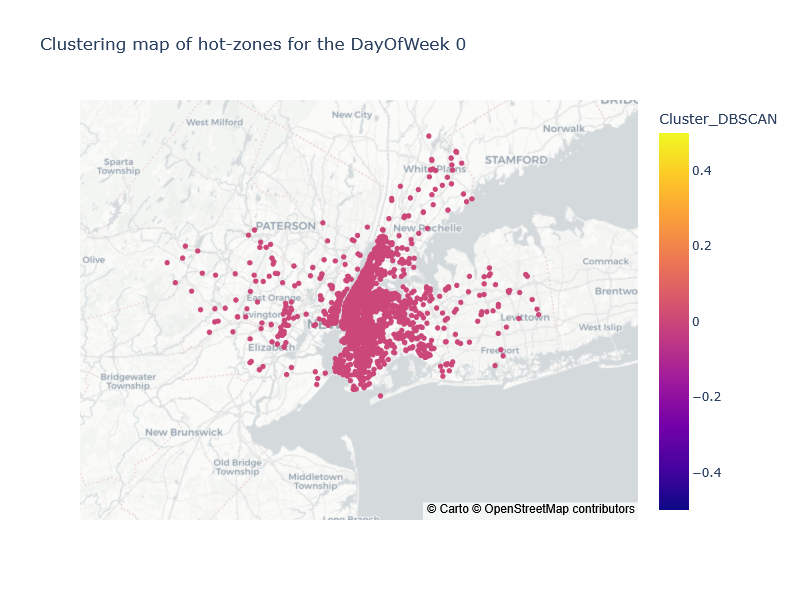 Clustering map of hot-zones for the DayOfWeek 0
BRIDG
New City
West Milford
Norwalk
Sparta
Township
STAMFORD
White Plains
PATERSON
New Rochelle
Olive
Commack
East Orange
Brentwo
Levittown
West Islip
Elizabeth
Freeport
Bridgewater
Township
New Brunswick
Old Bridge
Township
Middletown
Township
Long Branch
© Carto © OpenStreetMap contributors
Cluster_DBSCAN
0.4
0.2
0
−0.2
−0.4